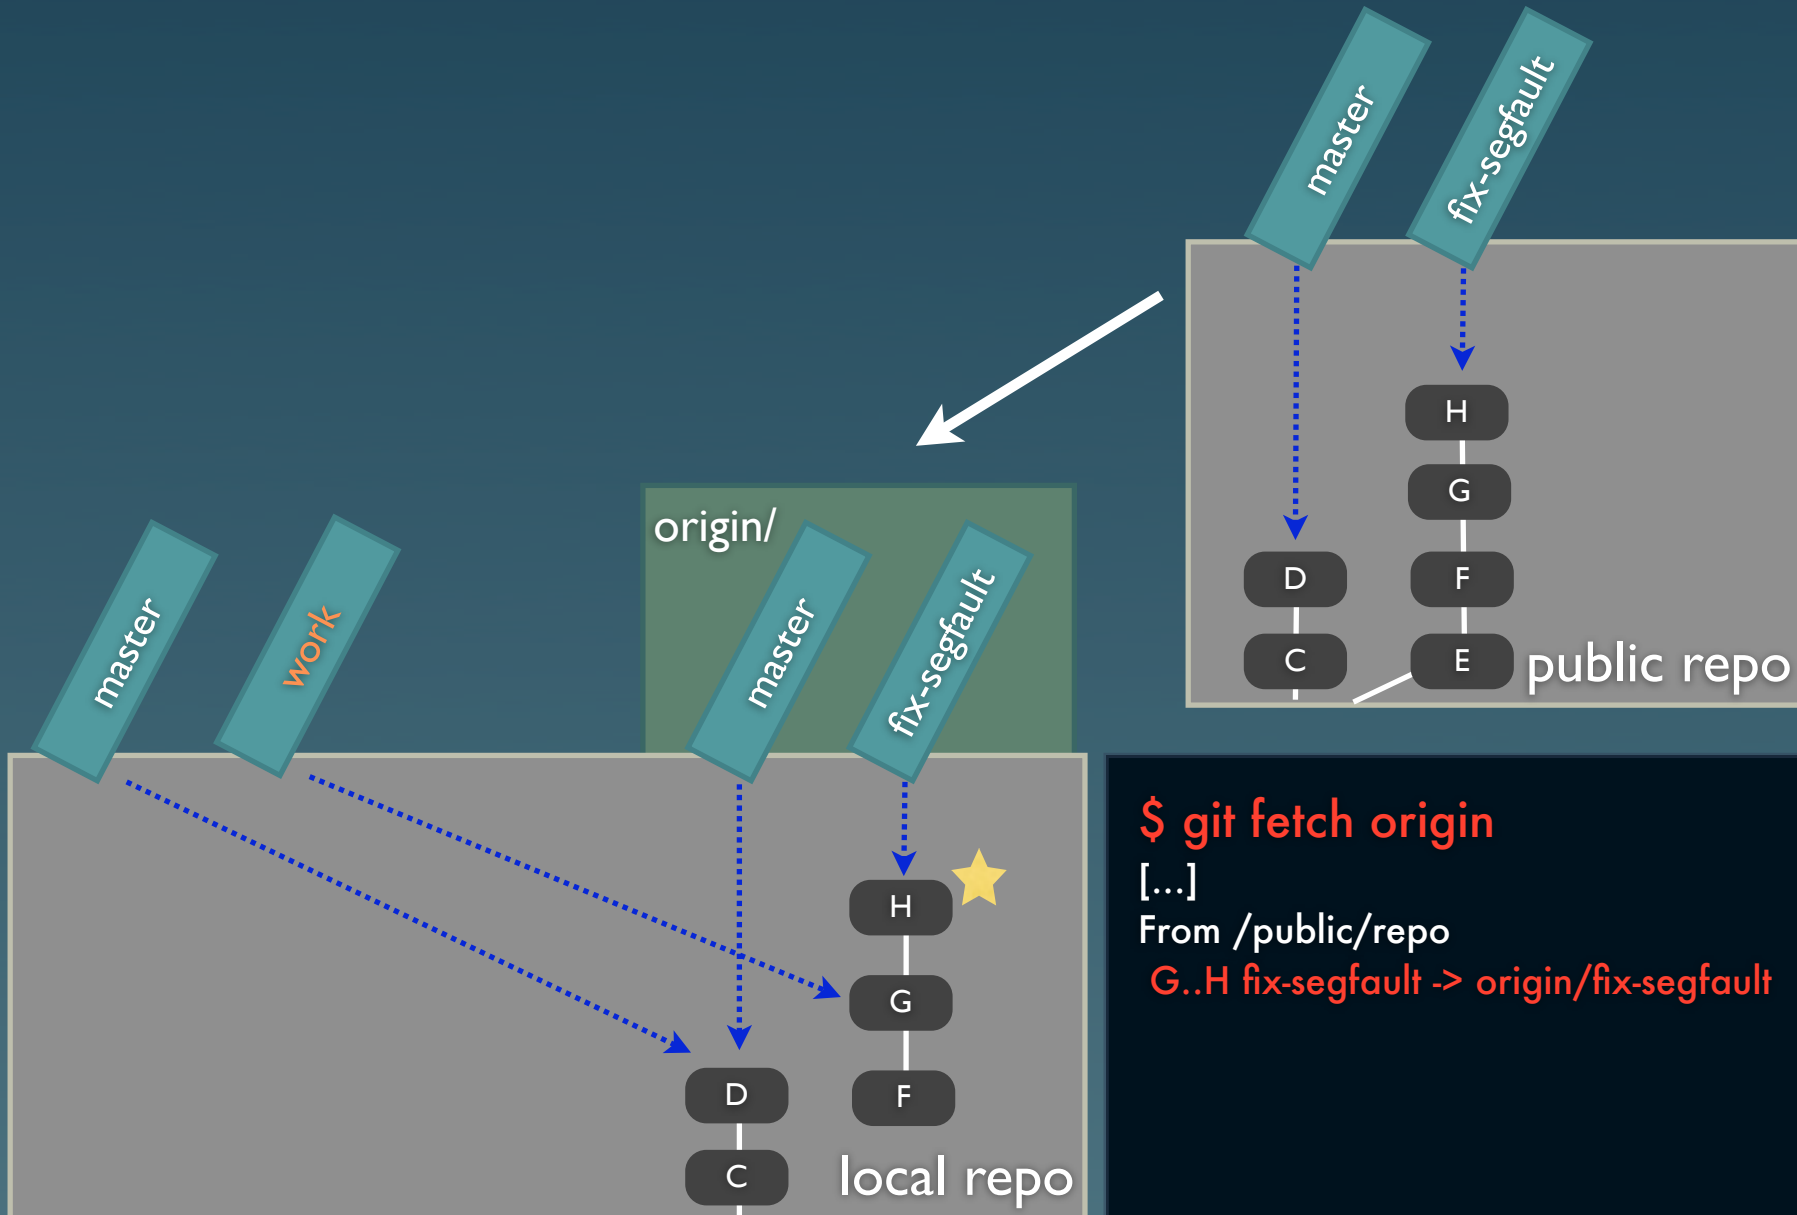 master
fix-segfault
H
G
D
F
C
E
public repo
origin/
master
work
master
fix-segfault
H
G
D
F
C
local repo
$ git fetch origin
[...]
From /public/repo
G..H fix-segfault -> origin/fix-segfault